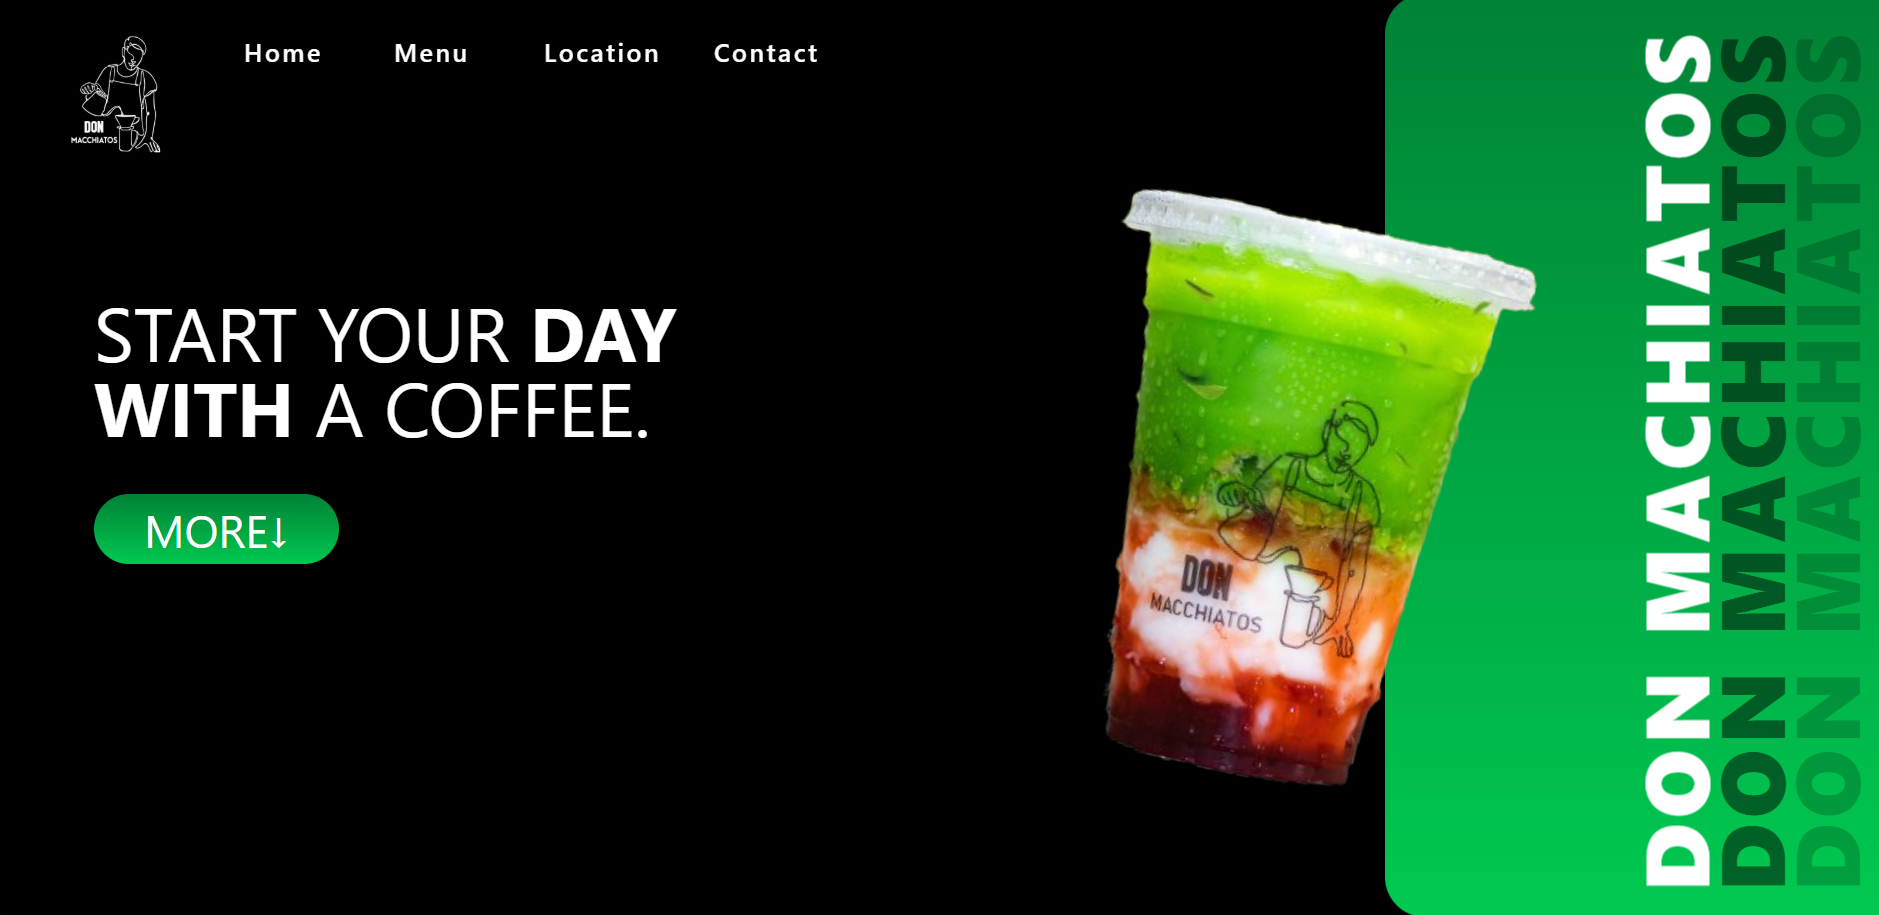 DON
MACCHIATOS
Home
Menu
Location
Contact
START YOUR DAY
WITH A COFFEE.
MORE↓
DON
MACCHIATOS
DON MACHIATOS
DON MACHIATOS
DON MACHIATOS